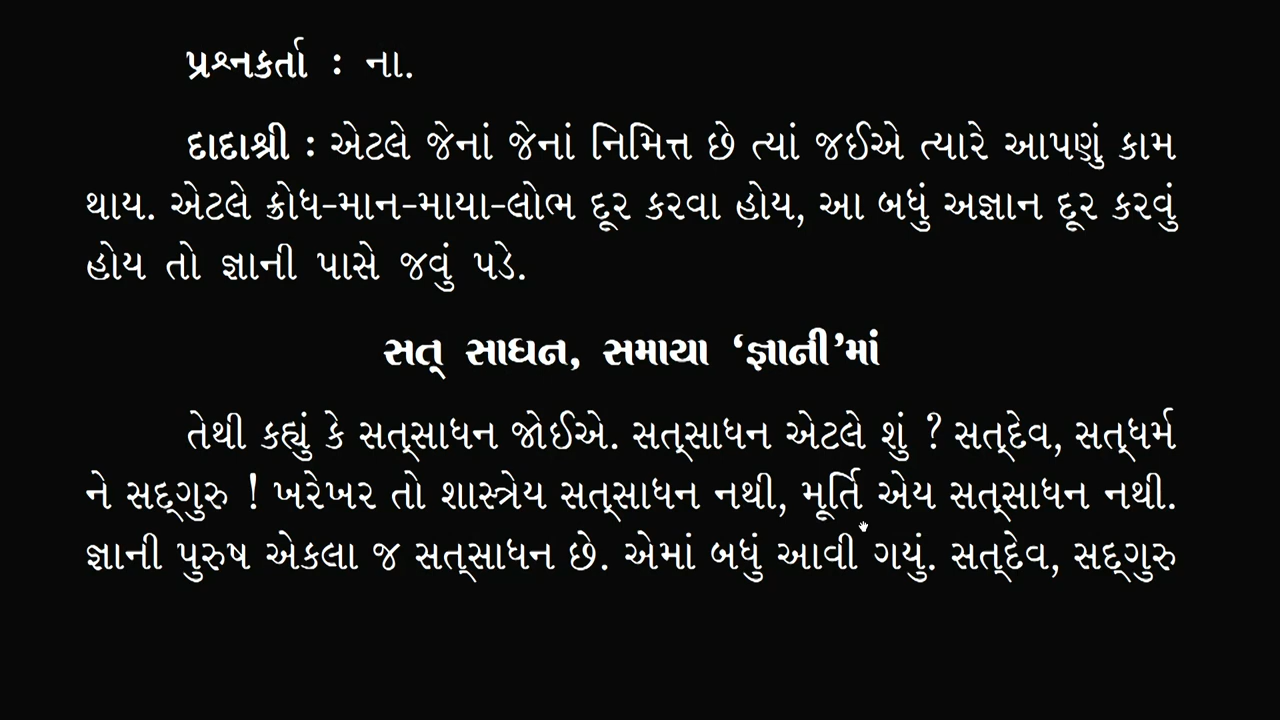 પ્રશ્નકર્તા : ના.
દાદાશ્રી : એટલે જેનાં જેનાં નિમિત્ત છે ત્યાં જઈએ ત્યારે આપણું કામ
થાય. એટલે ક્રોધ-માન-માયા-લોભ દૂર કરવા હોય, આ બધું અજ્ઞાન દૂર કરવું
હોય તો જ્ઞાની પાસે જવું પડે.
સત્ સાધન, સમાયા ‘જ્ઞાની’માં
તેથી કહ્યું કે સત્‌સાધન જોઈએ. સત્‌સાધન એટલે શું ? સત્‌દેવ, સત્‌ધર્મ
ને સદ્‌ગુરુ ! ખરેખર તો શાસ્ત્રેય સત્‌સાધન નથી, મૂર્તિ એય સત્‌સાધન નથી.
જ્ઞાની પુરુષ એકલા જ સત્‌સાધન છે. એમાં બધું આવી ગયું. સત્‌દેવ, સદ્‌ગુરુ